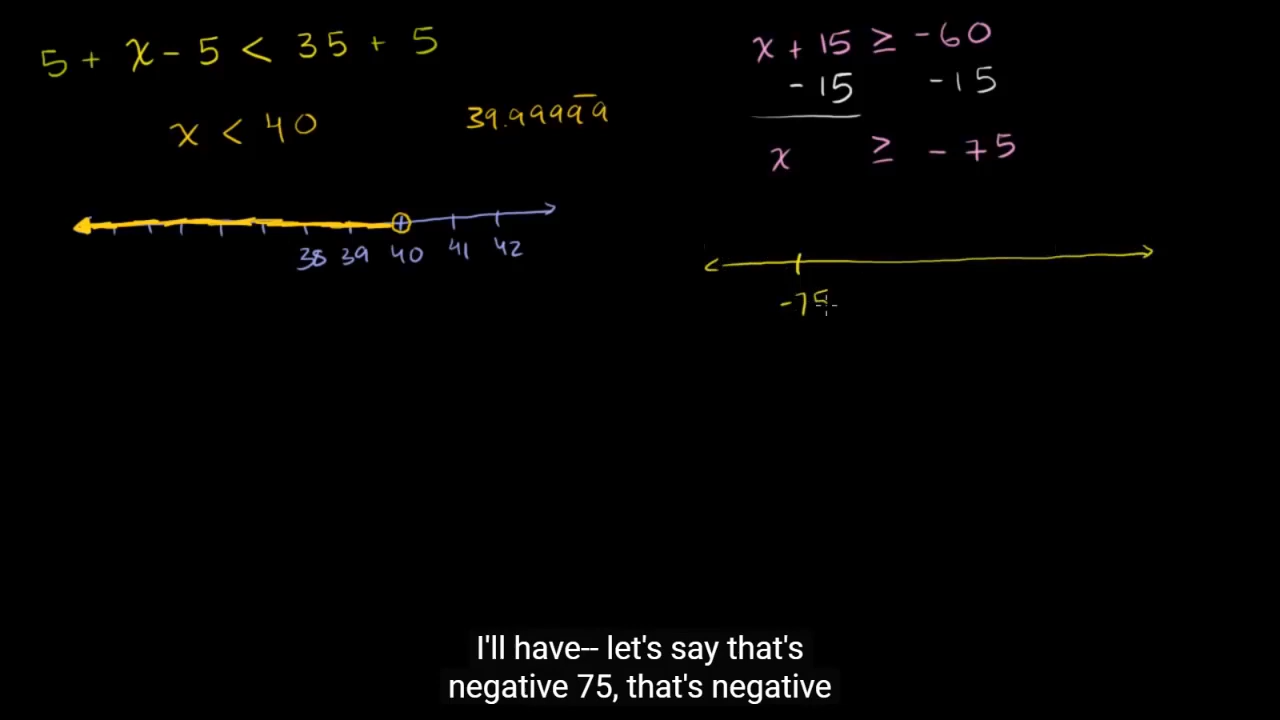 5 + x - 5 < 35 + 5
x < 40
39.999999̅9
38 39 40 41 42
x + 15 ≥ -60
-15 -15
x ≥ -75
-75
I'll have-- let's say that's
negative 75, that's negative